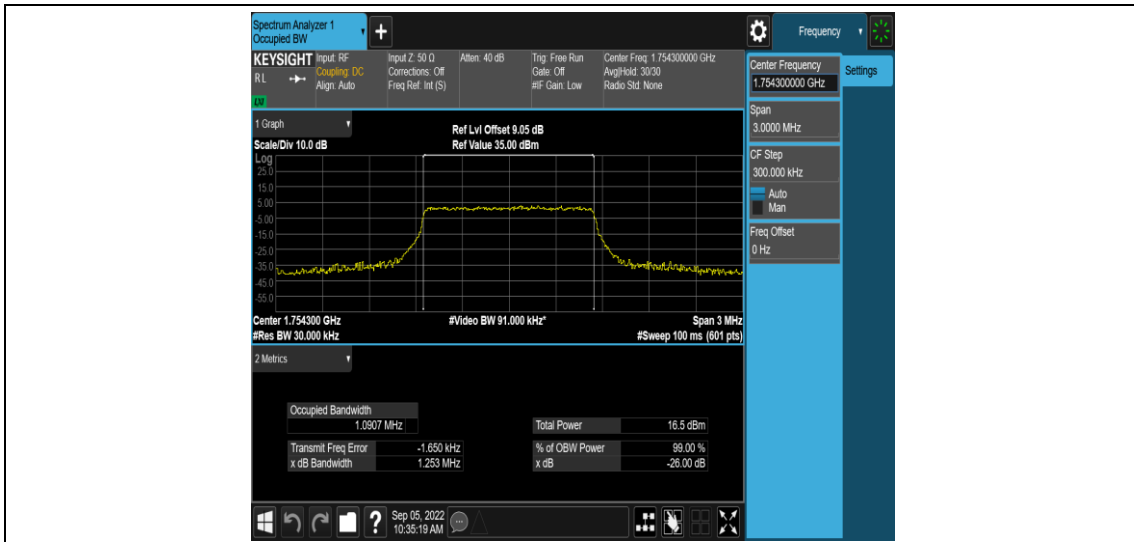 Spectrum Analyzer 1
Occupied BW
+
Frequency
KEYSIGHT
RL
LXI
Input: RF
Coupling: DC
Align: Auto
Input Z: 50 Ω
Corrections: Off
Freq Ref: Int (S)
Atten: 40 dB
Trig: Free Run
Gate: Off
#IF Gain: Low
Center Freq: 1.754300000 GHz
Avg|Hold: 30/30
Radio Std: None
Center Frequency
1.754300000 GHz
Settings
Span
3.0000 MHz
CF Step
300.000 kHz
Auto
Man
Freq Offset
0 Hz
1 Graph
Scale/Div 10.0 dB
Ref Lvl Offset 9.05 dB
Ref Value 35.00 dBm
Log
25.0
15.0
5.00
-5.00
-15.0
-25.0
-35.0
-45.0
-55.0
Center 1.754300 GHz
#Video BW 91.000 kHz*
Span 3 MHz
#Res BW 30.000 kHz
#Sweep 100 ms (601 pts)
2 Metrics
Occupied Bandwidth
1.0907 MHz
Total Power 16.5 dBm
Transmit Freq Error -1.650 kHz
% of OBW Power 99.00 %
x dB Bandwidth 1.253 MHz
x dB -26.00 dB
?
Sep 05, 2022
10:35:19 AM